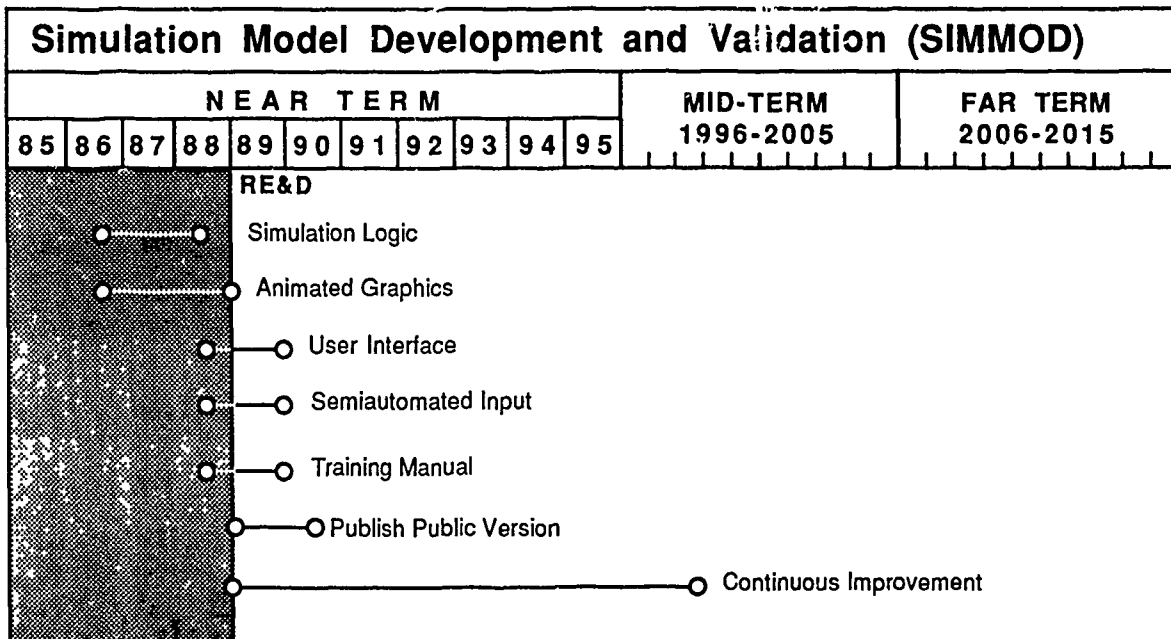 Simulation Model Development and Validation (SIMMOD)
NEAR TERM
MID-TERM
1996-2005
FAR TERM
2006-2015
85 86 87 88 89 90 91 92 93 94 95
RE&D
Simulation Logic
Animated Graphics
User Interface
Semiautomated Input
Training Manual
Publish Public Version
Continuous Improvement